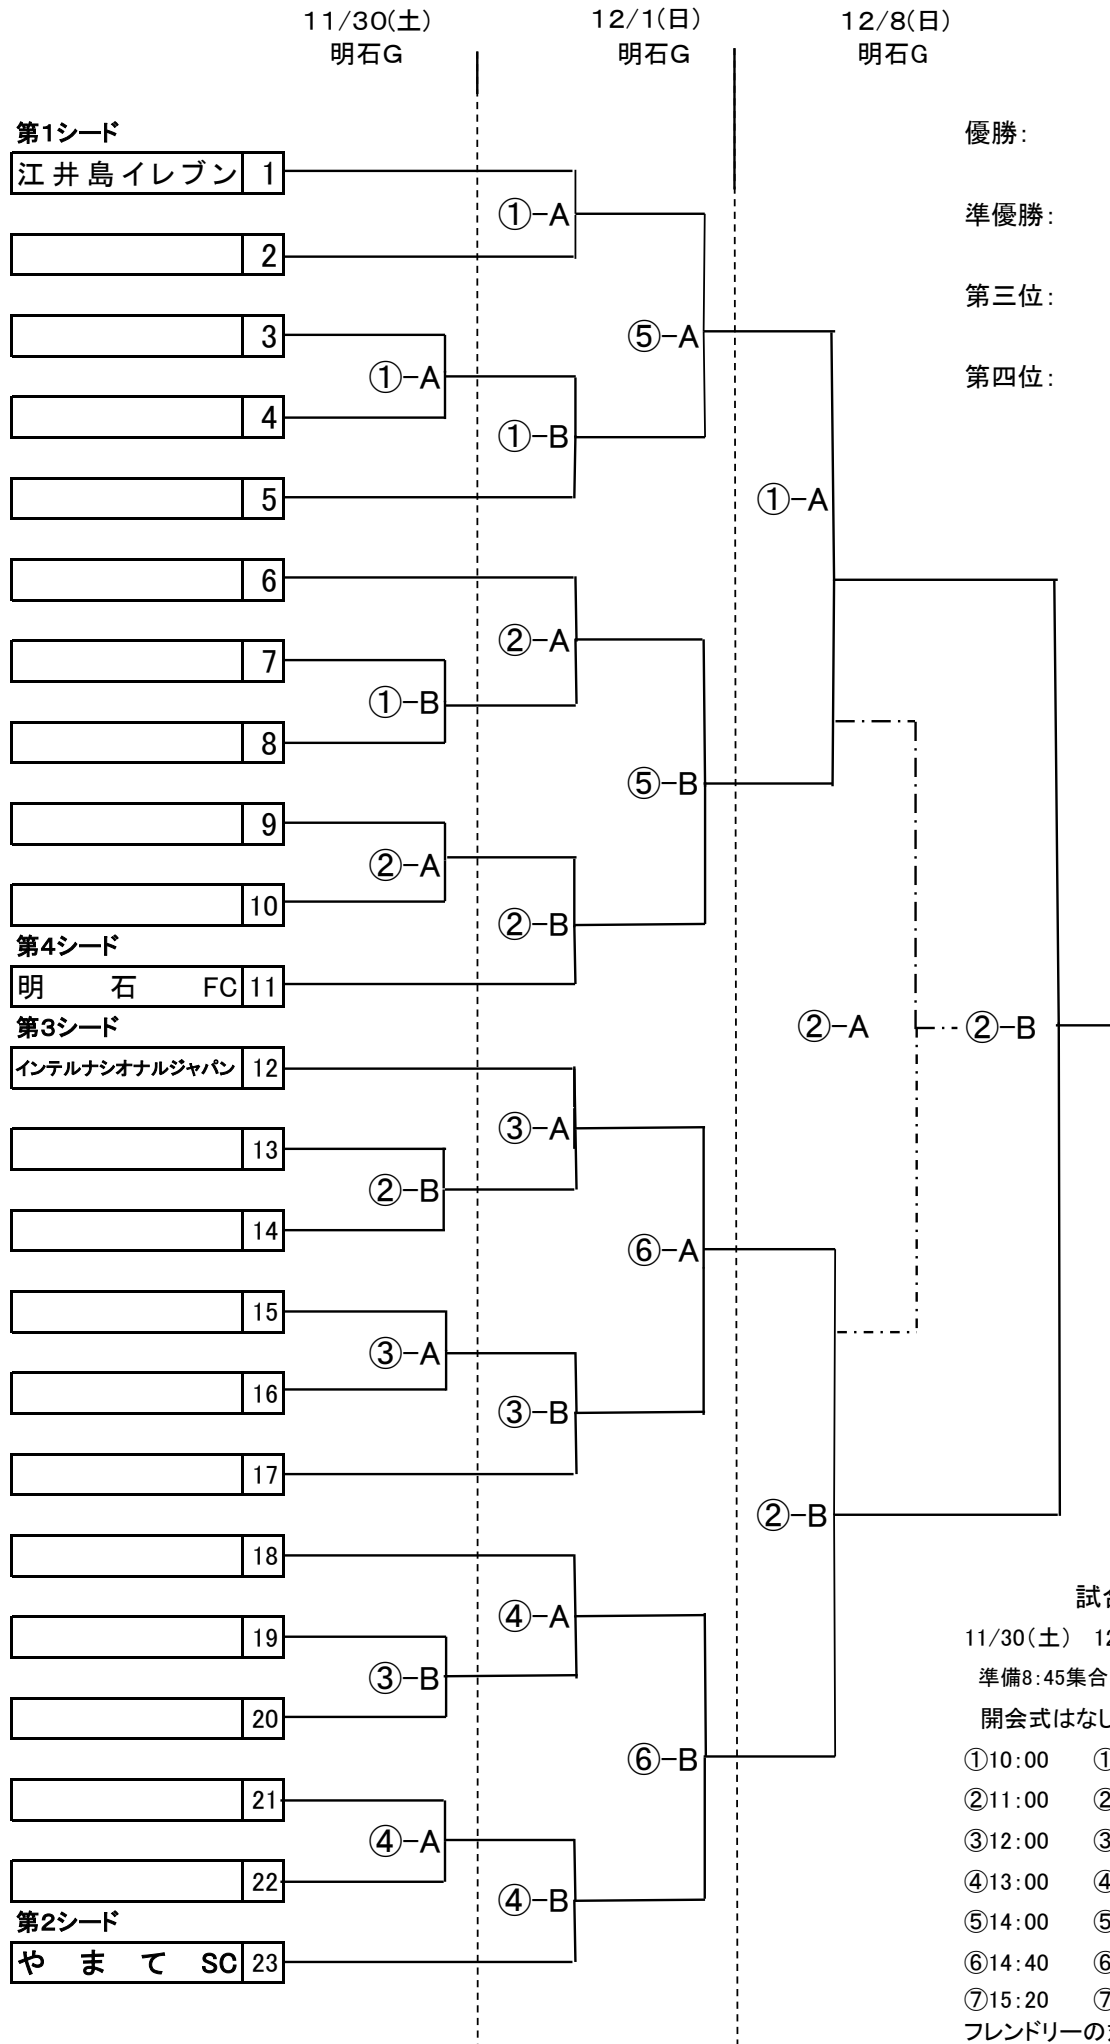 11/30(土) 12/1(日) 12/8(日)
明石G 明石G 明石G
第1シード
優勝:
江井島イレブン 1
①-A
準優勝:
2
第三位:
3
⑤-A
①-A
第四位:
4
①-B
5
①-A
6
②-A
7
①-B
8
⑤-B
9
②-A
10
②-B
第4シード
明石FC 11
第3シード
②-A ②-B
インテルナシオナルジャパン 12
③-A
13
②-B
14
⑥-A
15
③-A
16
③-B
17
②-B
18
④-A
19
③-B
20
⑥-B
21
④-A
22
④-B
第2シード
やまてSC 23
11/30(土)
準備8:45集合
開会式はなし
①10:00
②11:00
③12:00
④13:00
⑤14:00
⑥14:40
⑦15:20
フレンドリーの